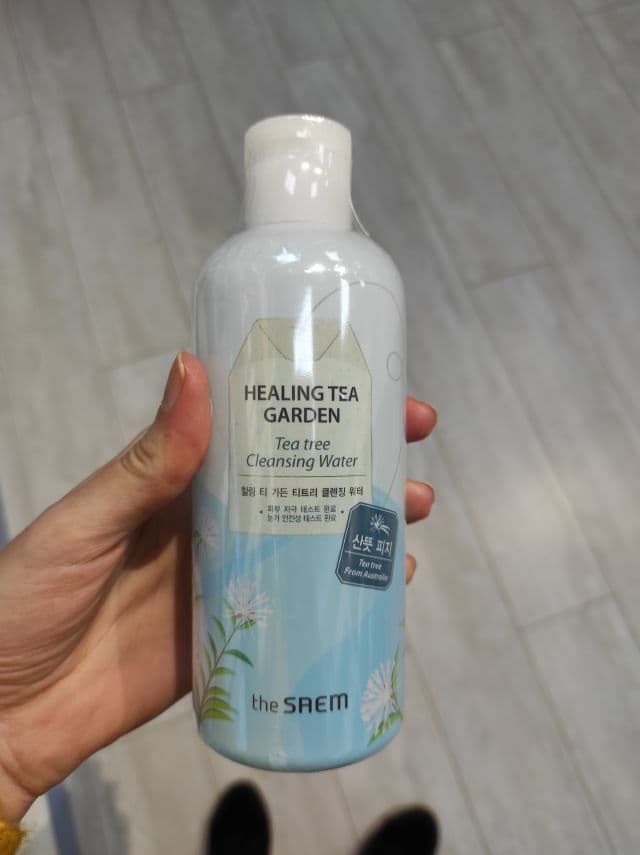 HEALING TEA
GARDEN
Tea tree
Cleansing Water
힐링 티 가든 티트리 클렌징 워터
• 피부 자극 테스트 완료 •
눈가 안전성 테스트 완료
산뜻 피지
Tea tree
From Australia
the SAEM